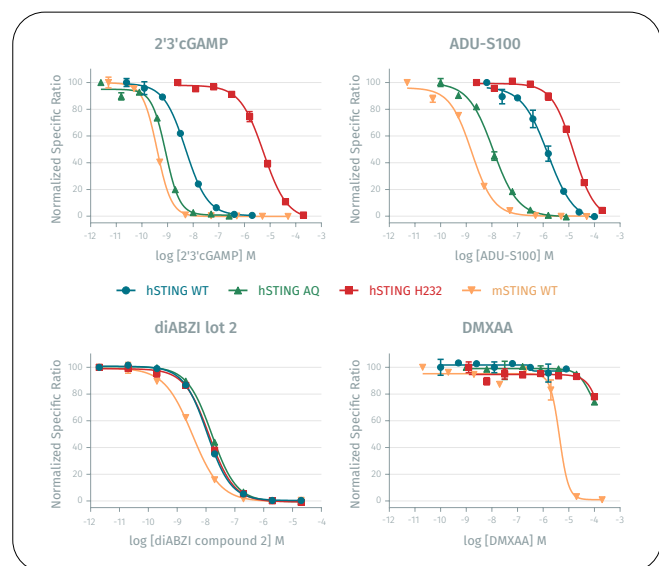 2'3'cGAMP
Normalized Specific Ratio
100
80
60
40
20
0
-12 -11 -10 -9 -8 -7 -6 -5 -4 -3
log [2'3'cGAMP] M
ADU-S100
Normalized Specific Ratio
100
80
60
40
20
0
-12 -11 -10 -9 -8 -7 -6 -5 -4 -3
log [ADU-S100] M
hSTING WT hSTING AQ hSTING H232 mSTING WT
diABZI lot 2
Normalized Specific Ratio
100
80
60
40
20
0
-12 -11 -10 -9 -8 -7 -6 -5 -4
log [diABZI compound 2] M
DMXAA
Normalized Specific Ratio
100
80
60
40
20
0
-12 -11 -10 -9 -8 -7 -6 -5 -4 -3
log [DMXAA] M